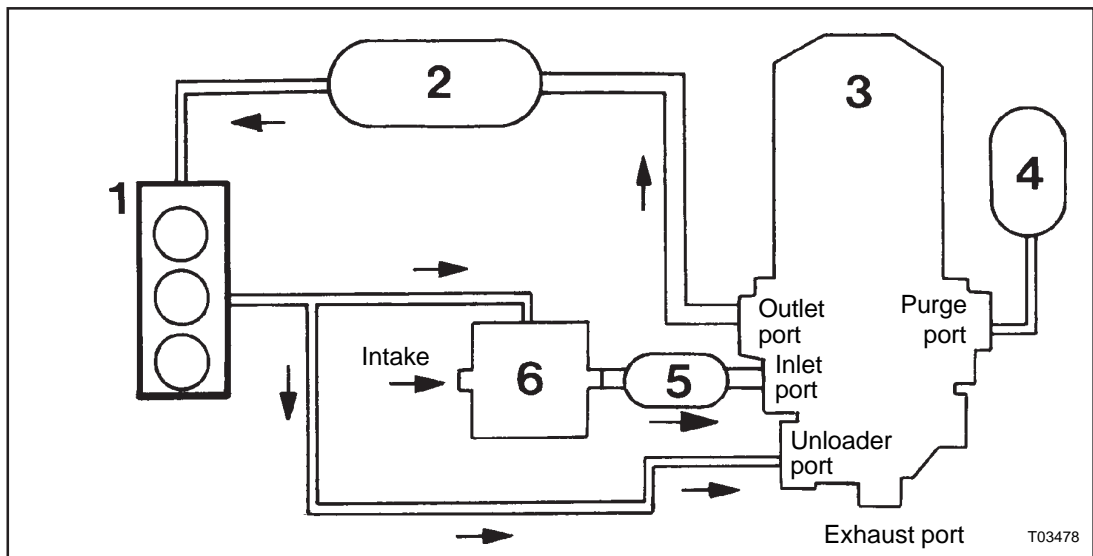 2
3
4
1
Outlet
port
Purge
port
Intake
6
5
Inlet
port
Unloader
port
Exhaust port
T03478